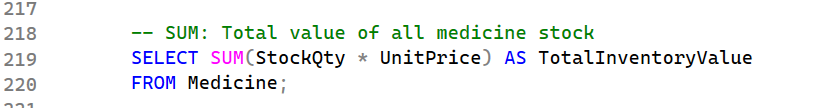 217
218 -- SUM: Total value of all medicine stock
219 SELECT SUM(StockQty * UnitPrice) AS TotalInventoryValue
220 FROM Medicine;
221